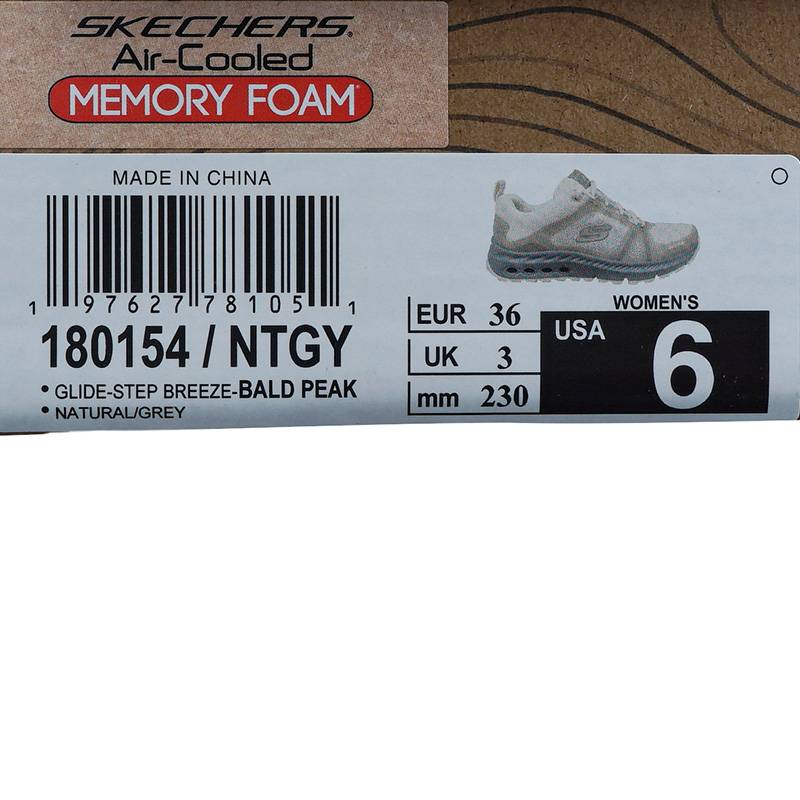 SKECHERS.
Air-Cooled
MEMORY FOAM
MADE IN CHINA
1 97627 78105 1
180154 / NTGY
• GLIDE-STEP BREEZE-BALD PEAK
• NATURAL/GREY
EUR 36
UK 3
mm 230
WOMEN'S
USA 6